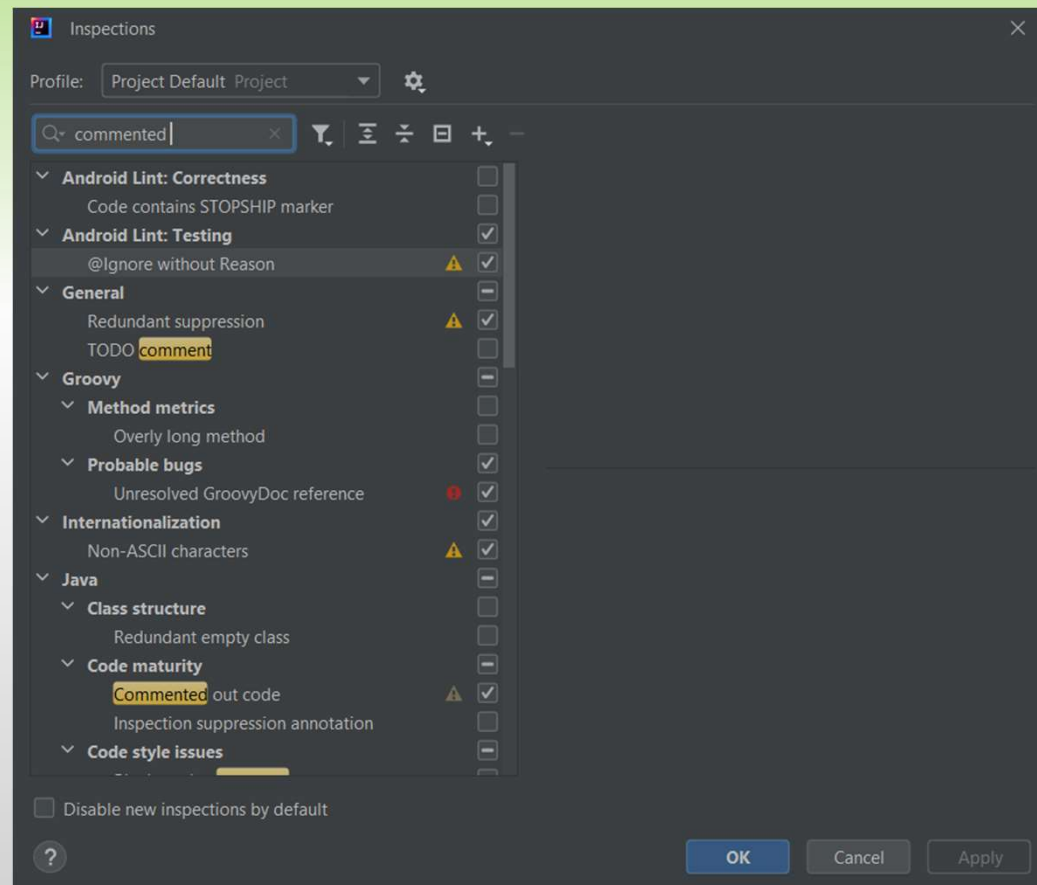 Inspections
Profile: Project Default Project
commented
Android Lint: Correctness
Code contains STOPSHIP marker
Android Lint: Testing
@Ignore without Reason
General
Redundant suppression
TODO comment
Groovy
Method metrics
Overly long method
Probable bugs
Unresolved GroovyDoc reference
Internationalization
Non-ASCII characters
Java
Class structure
Redundant empty class
Code maturity
Commented out code
Inspection suppression annotation
Code style issues
Disable new inspections by default
?
OK Cancel Apply